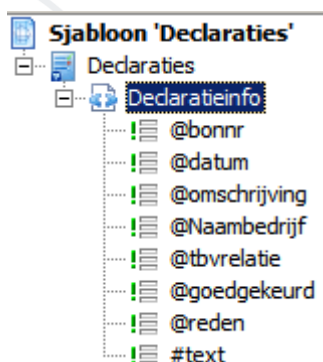 Sjabloon 'Declaraties'
Declaraties
Declaratieinfo
@bonnr
@datum
@omschrijving
@Naambedrijf
@tbvrelatie
@goedgekeurd
@reden
#text